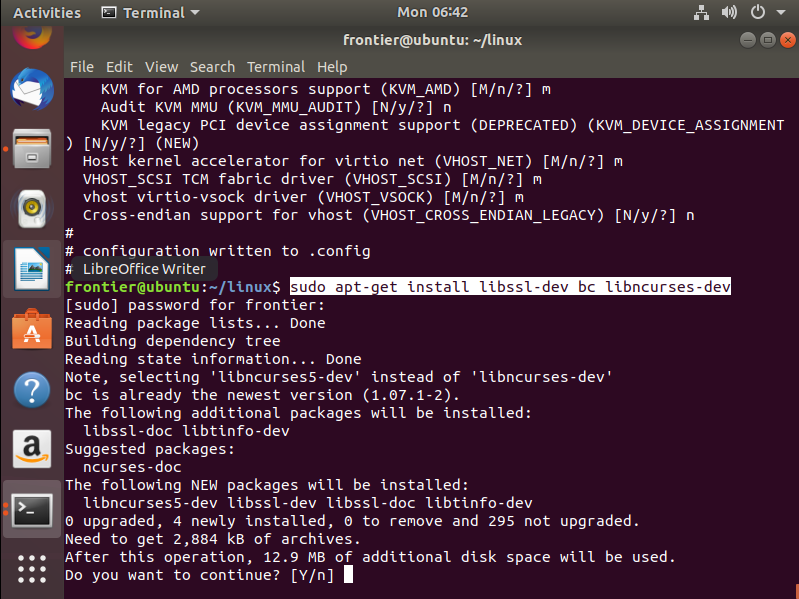 Activities Terminal Mon 06:42
frontier@ubuntu: ~/linux
File Edit View Search Terminal Help
KVM for AMD processors support (KVM_AMD) [M/n/?] m
Audit KVM MMU (KVM_MMU_AUDIT) [N/y/?] n
KVM legacy PCI device assignment support (DEPRECATED) (KVM_DEVICE_ASSIGNMENT
) [N/y/?] (NEW)
Host kernel accelerator for virtio net (VHOST_NET) [M/n/?] m
VHOST_SCSI TCM fabric driver (VHOST_SCSI) [M/n/?] m
vhost virtio-vsock driver (VHOST_VSOCK) [M/n/?] m
Cross-endian support for vhost (VHOST_CROSS_ENDIAN_LEGACY) [N/y/?] n
#
# configuration written to .config
# LibreOffice Writer
frontier@ubuntu:~/linux$ sudo apt-get install libssl-dev bc libncurses-dev
[sudo] password for frontier:
Reading package lists... Done
Building dependency tree
Reading state information... Done
Note, selecting 'libncurses5-dev' instead of 'libncurses-dev'
bc is already the newest version (1.07.1-2).
The following additional packages will be installed:
libssl-doc libtinfo-dev
Suggested packages:
ncurses-doc
The following NEW packages will be installed:
libncurses5-dev libssl-dev libssl-doc libtinfo-dev
0 upgraded, 4 newly installed, 0 to remove and 295 not upgraded.
Need to get 2,884 kB of archives.
After this operation, 12.9 MB of additional disk space will be used.
Do you want to continue? [Y/n]